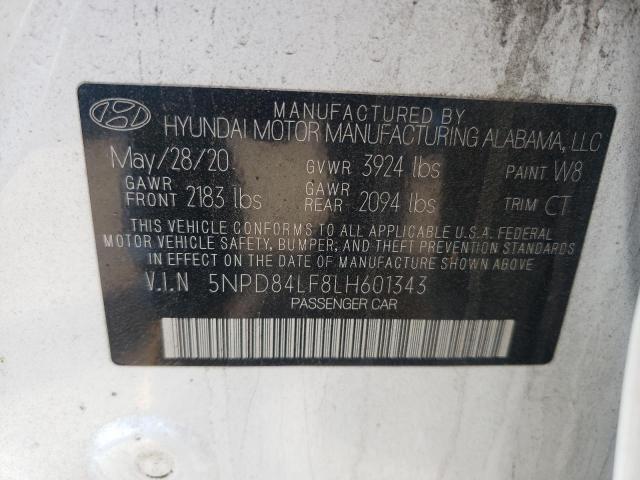 MANUFACTURED BY
HYUNDAI MOTOR MANUFACTURING ALABAMA, LLC
May/28/20 GVWR 3924 lbs PAINT W8
GAWR FRONT 2183 lbs GAWR REAR 2094 lbs TRIM CT
THIS VEHICLE CONFORMS TO ALL APPLICABLE U.S.A. FEDERAL
MOTOR VEHICLE SAFETY, BUMPER, AND THEFT PREVENTION STANDARDS
IN EFFECT ON THE DATE OF MANUFACTURE SHOWN ABOVE.
V.I.N 5NPD84LF8LH601343
PASSENGER CAR